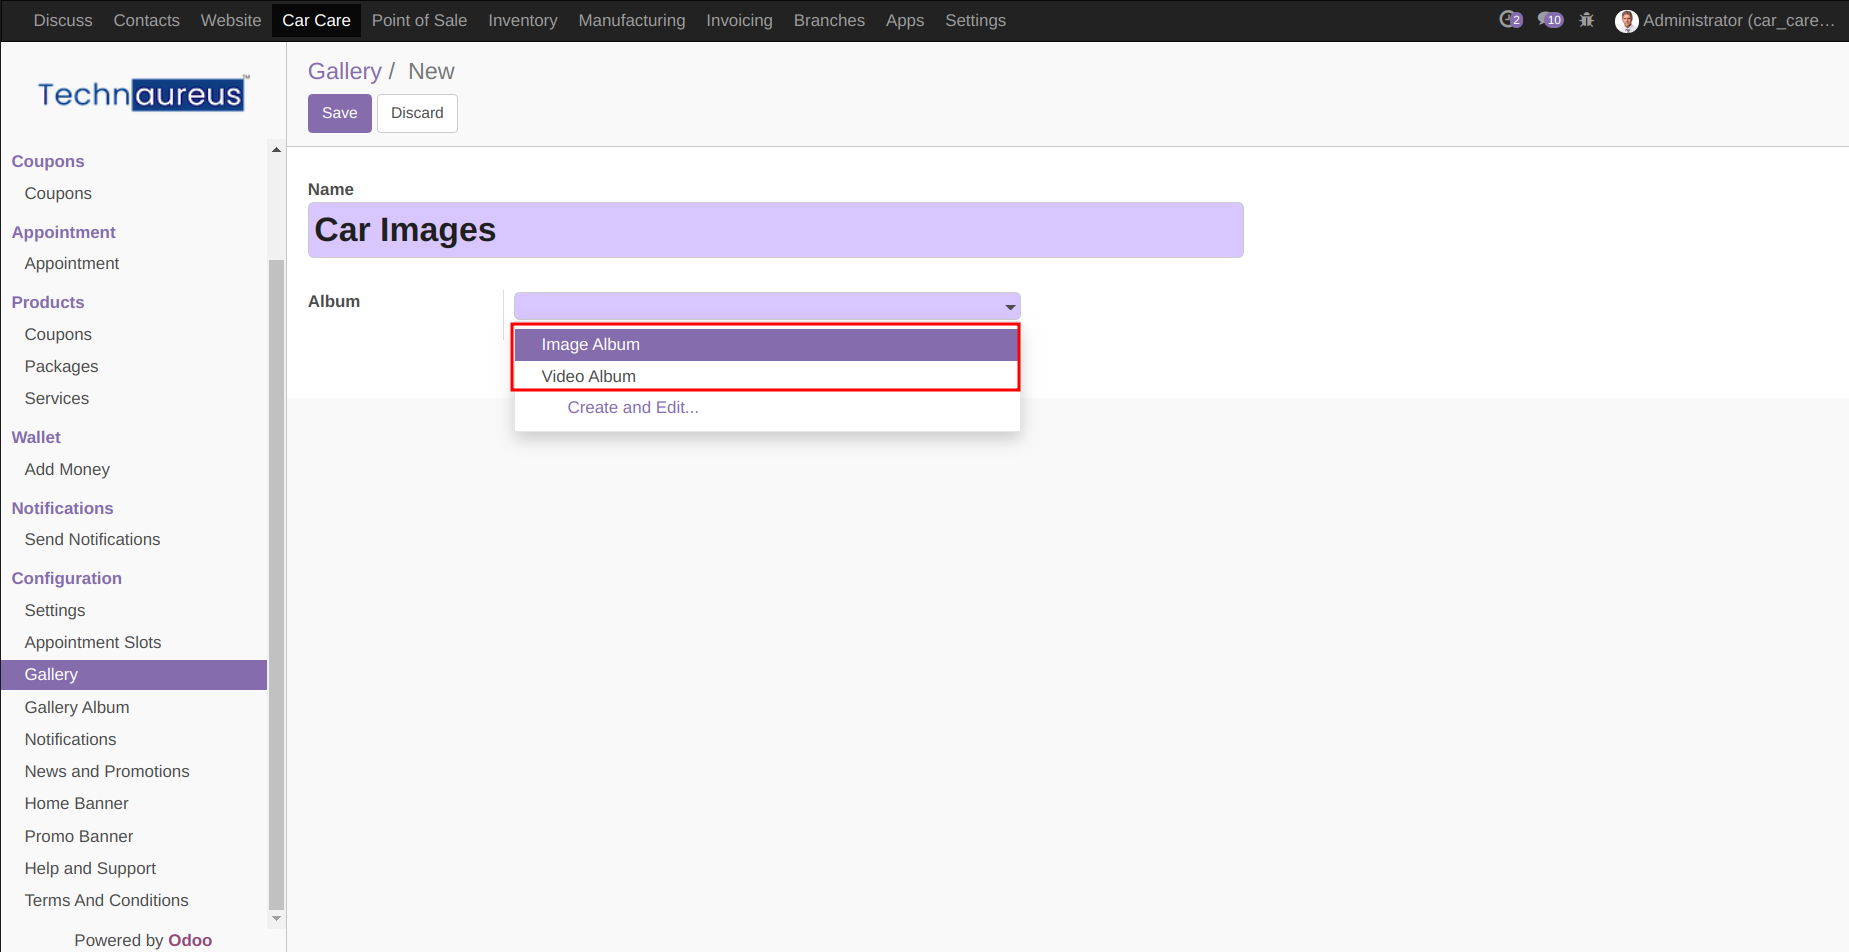 Discuss Contacts Website Car Care Point of Sale Inventory Manufacturing Invoicing Branches Apps Settings 2 10 Administrator (car_care...
Technaureus™
Coupons
Coupons
Appointment
Appointment
Products
Coupons
Packages
Services
Wallet
Add Money
Notifications
Send Notifications
Configuration
Settings
Appointment Slots
Gallery
Gallery Album
Notifications
News and Promotions
Home Banner
Promo Banner
Help and Support
Terms And Conditions
Powered by Odoo
Gallery / New
Save Discard
Name
Car Images
Album
Image Album
Video Album
Create and Edit...